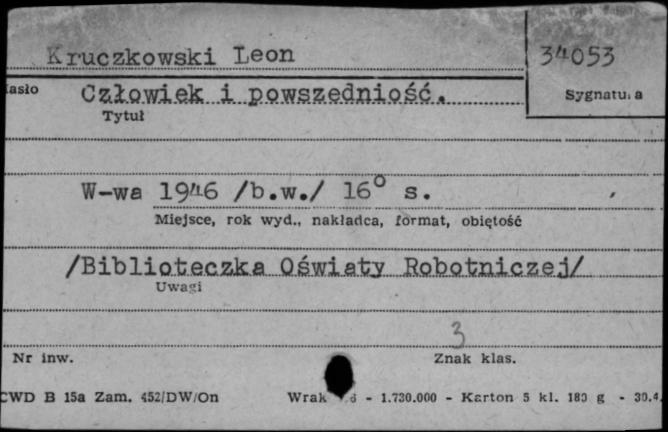 Kruczkowski Leon
34053
Człowiek i powszedniość.
Sygnatura
Tytuł
W-wa 1946 /b.w./ 16° s.
Miejsce, rok wyd., nakładca, format, objętość
/Biblioteczka Oświaty Robotniczej/
Uwagi
3
Nr inw.
Znak klas.
CWD B 15a Zam. 452/DW/On
- 1.730.000 - Karton 5 kl. 180 g - 30.4.